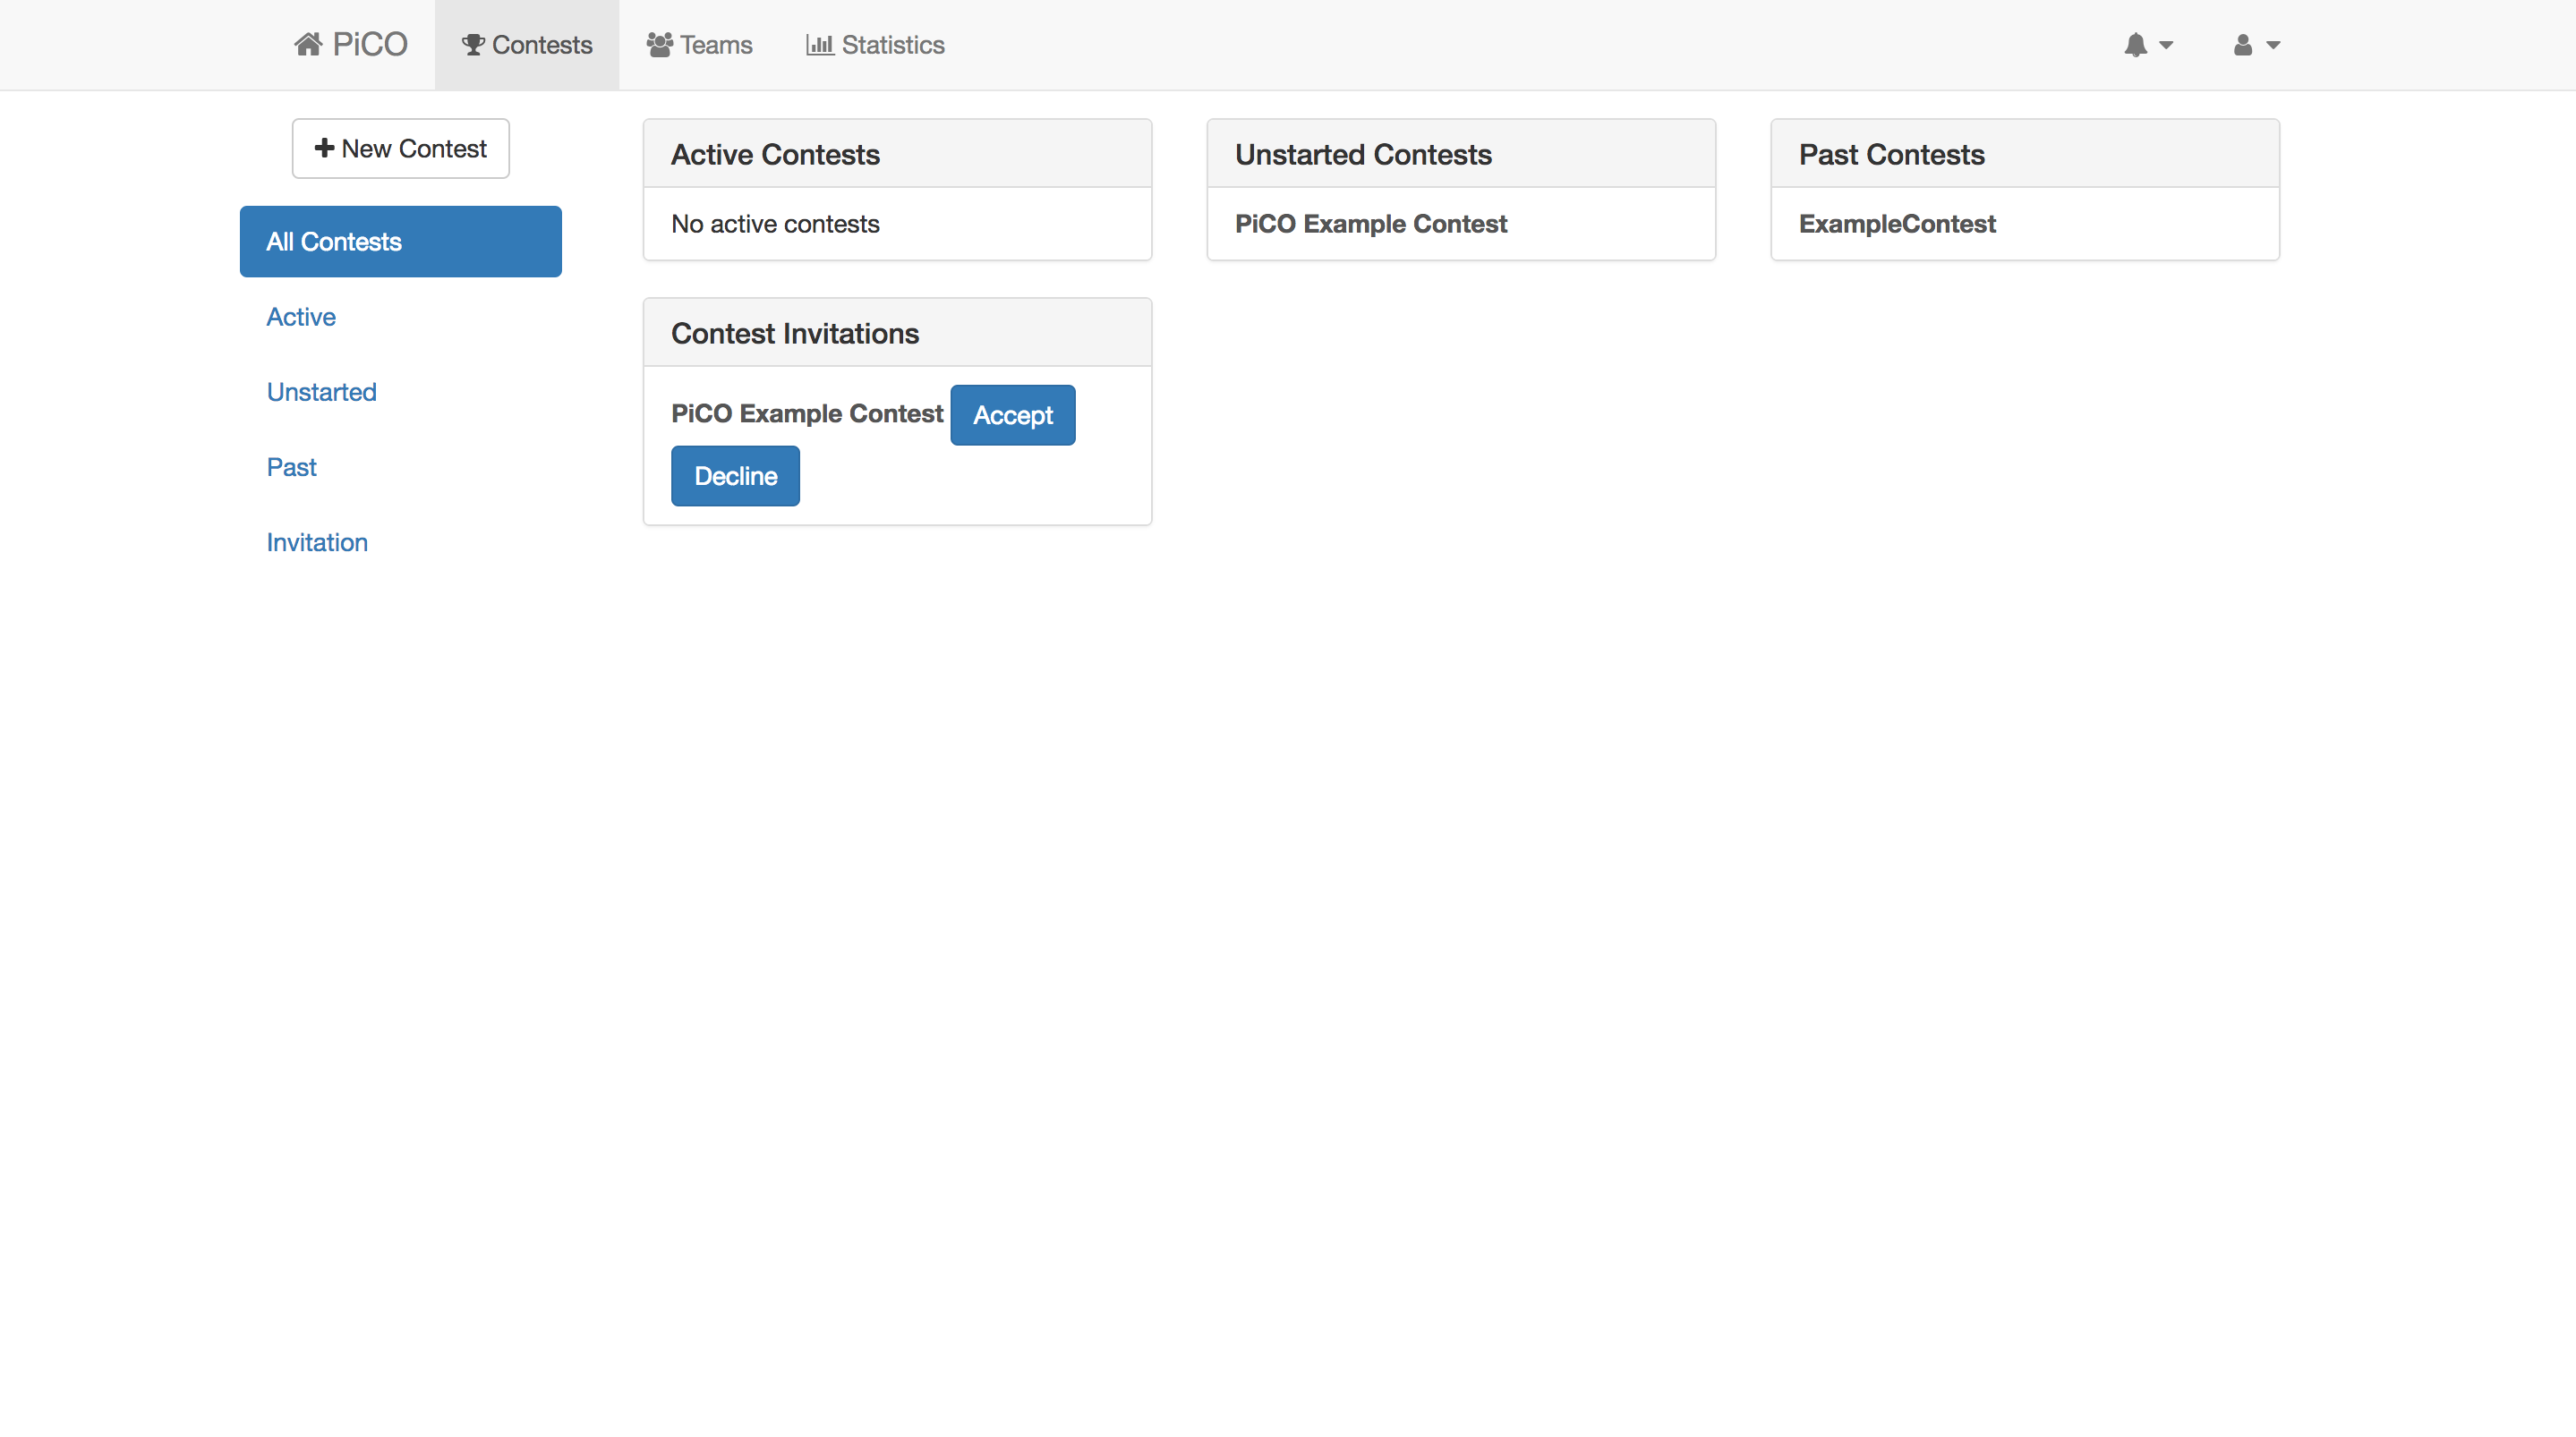 PiCO Contests Teams Statistics
New Contest
All Contests
Active
Unstarted
Past
Invitation
Active Contests
No active contests
Unstarted Contests
PiCO Example Contest
Past Contests
ExampleContest
Contest Invitations
PiCO Example Contest Accept
Decline